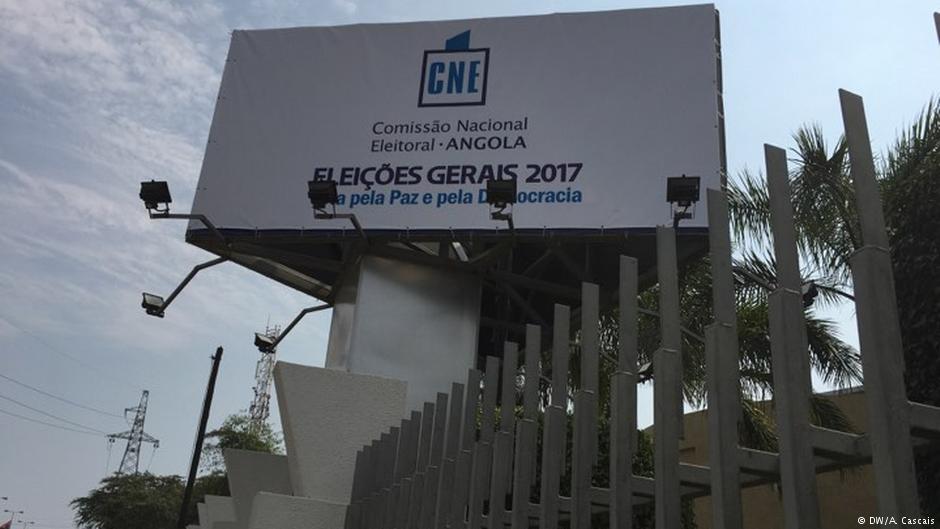 CNE
Comissão Nacional
Eleitoral · ANGOLA
ELEIÇÕES GERAIS 2017
pela Paz e pela Democracia
© DW/A. Cascais